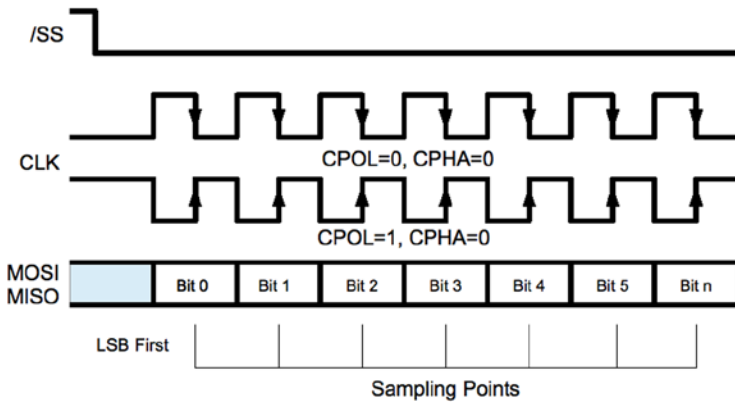 /SS
CLK
CPOL=0, CPHA=0
CPOL=1, CPHA=0
MOSI
MISO
Bit 0 Bit 1 Bit 2 Bit 3 Bit 4 Bit 5 Bit n
LSB First
Sampling Points